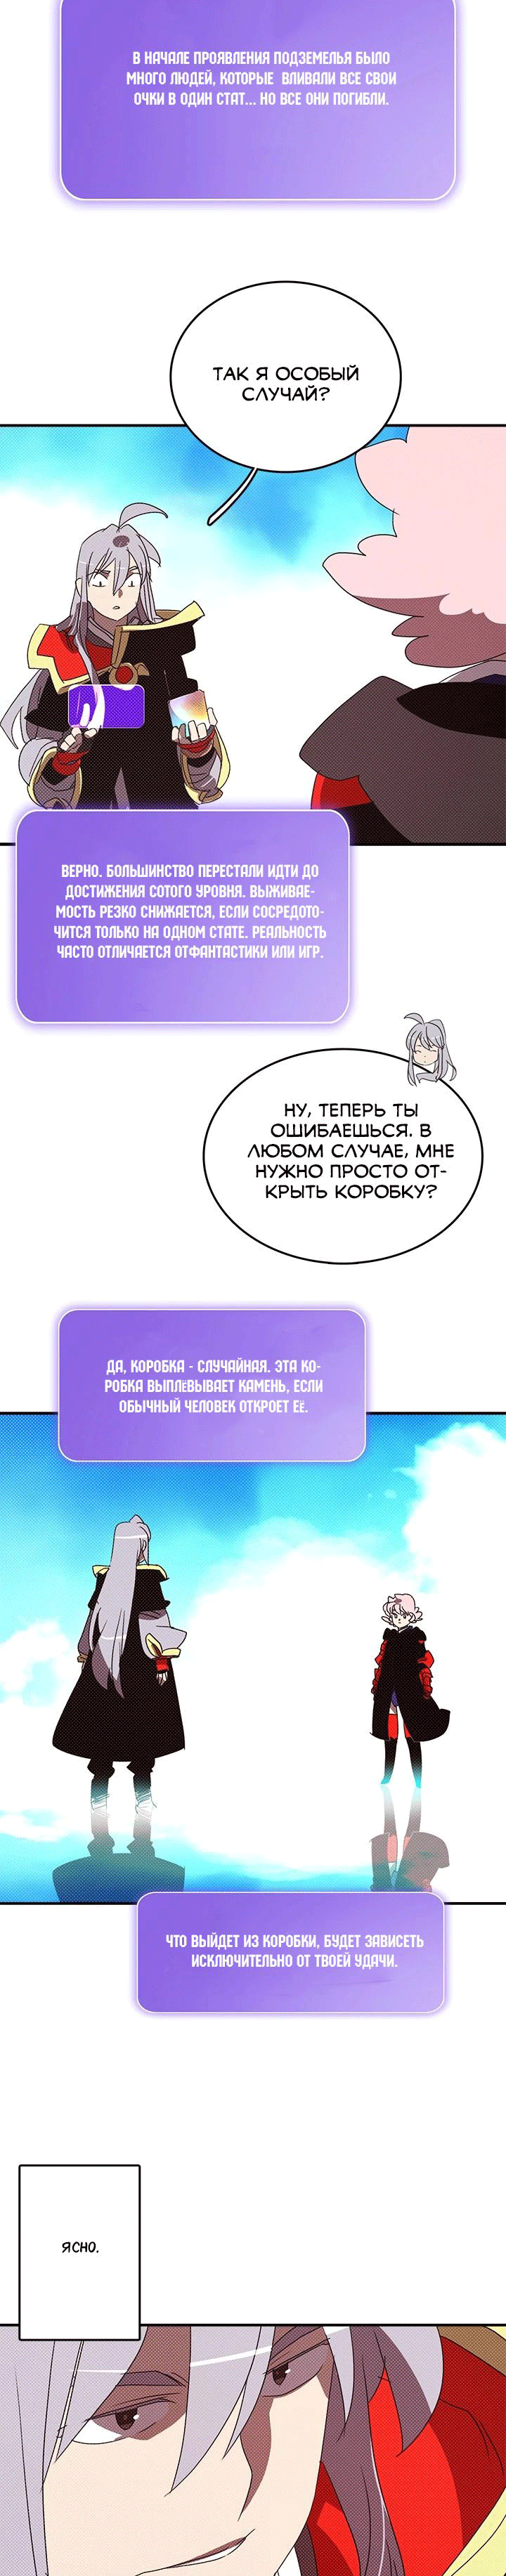 В НАЧАЛЕ ПРОЯВЛЕНИЯ ПОДЗЕМЕЛЬЯ БЫЛО
МНОГО ЛЮДЕЙ, КОТОРЫЕ ВЛИВАЛИ ВСЕ СВОИ
ОЧКИ В ОДИН СТАТ... НО ВСЕ ОНИ ПОГИБЛИ.
ТАК Я ОСОБЫЙ
СЛУЧАЙ?
ВЕРНО. БОЛЬШИНСТВО ПЕРЕСТАЛИ ИДТИ ДО
ДОСТИЖЕНИЯ СОТОГО УРОВНЯ. ВЫЖИВАЕ-
МОСТЬ РЕЗКО СНИЖАЕТСЯ, ЕСЛИ СОСРЕДОТО-
ЧИТСЯ ТОЛЬКО НА ОДНОМ СТАТЕ. РЕАЛЬНОСТЬ
ЧАСТО ОТЛИЧАЕТСЯ ОТФАНТАСТИКИ ИЛИ ИГР.
НУ, ТЕПЕРЬ ТЫ
ОШИБАЕШЬСЯ. В
ЛЮБОМ СЛУЧАЕ, МНЕ
НУЖНО ПРОСТО ОТ-
КРЫТЬ КОРОБКУ?
ДА, КОРОБКА - СЛУЧАЙНАЯ. ЭТА КО-
РОБКА ВЫПЛЁВЫВАЕТ КАМЕНЬ, ЕСЛИ
ОБЫЧНЫЙ ЧЕЛОВЕК ОТКРОЕТ ЕЁ.
ЧТО ВЫЙДЕТ ИЗ КОРОБКИ, БУДЕТ ЗАВИСЕТЬ
ИСКЛЮЧИТЕЛЬНО ОТ ТВОЕЙ УДАЧИ.
ЯСНО.